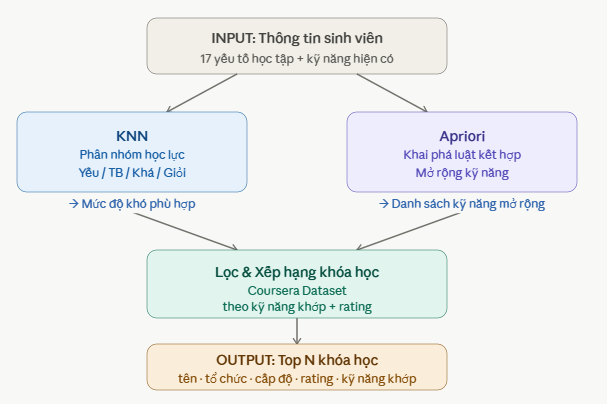 INPUT: Thông tin sinh viên
17 yếu tố học tập + kỹ năng hiện có
KNN
Phân nhóm học lực
Yếu / TB / Khá / Giỏi
→ Mức độ khó phù hợp
Apriori
Khai phá luật kết hợp
Mở rộng kỹ năng
→ Danh sách kỹ năng mở rộng
Lọc & Xếp hạng khóa học
Coursera Dataset
theo kỹ năng khớp + rating
OUTPUT: Top N khóa học
tên · tổ chức · cấp độ · rating · kỹ năng khớp